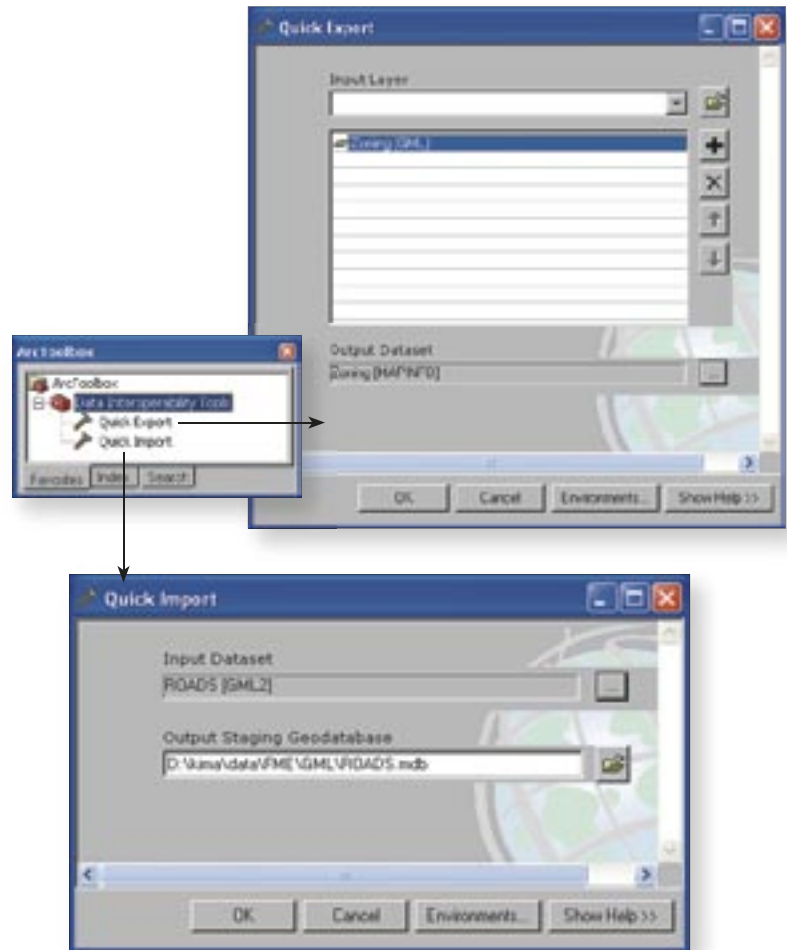 Quick Export
Input Layer
Zoning [GML]
Output Dataset
Zoning [MAPINFO]
OK
Cancel
Environments...
Show Help >>
ArcToolbox
ArcToolbox
Data Interoperability Tools
Quick Export
Quick Import
Favorites
Index
Search
Quick Import
Input Dataset
ROADS [GML2]
Output Staging Geodatabase
D:\kima\data\FME\GML\ROADS.mdb
OK
Cancel
Environments...
Show Help >>